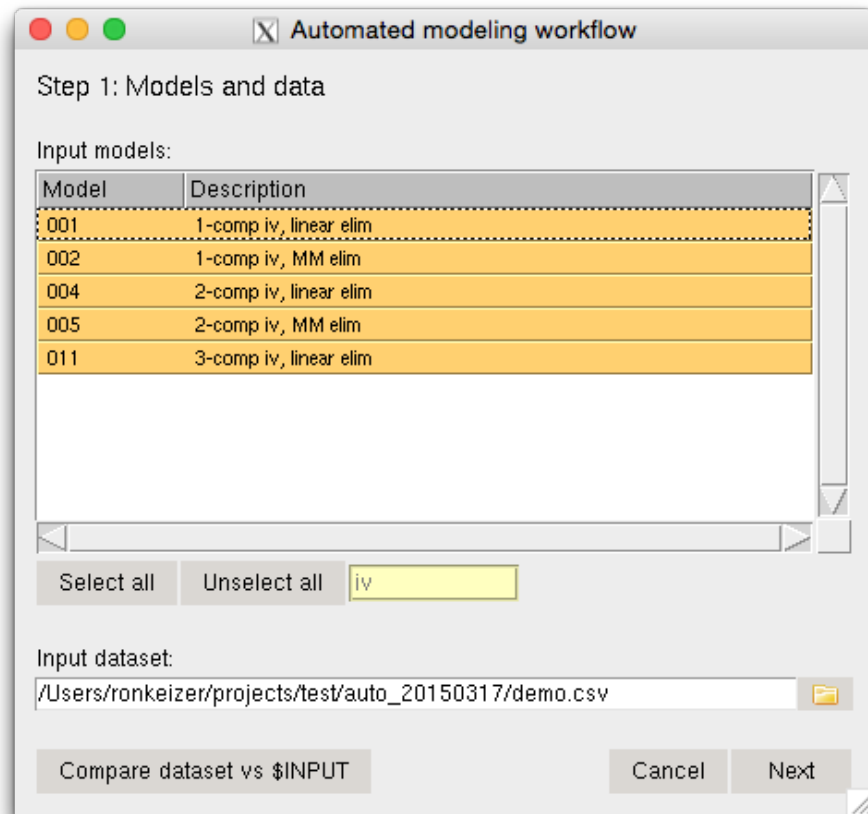 Automated modeling workflow
Step 1: Models and data
Input models:
Model Description
001 1-comp iv, linear elim
002 1-comp iv, MM elim
004 2-comp iv, linear elim
005 2-comp iv, MM elim
011 3-comp iv, linear elim
Select all Unselect all iv
Input dataset:
/Users/ronkeizer/projects/test/auto_20150317/demo.csv
Compare dataset vs $INPUT Cancel Next